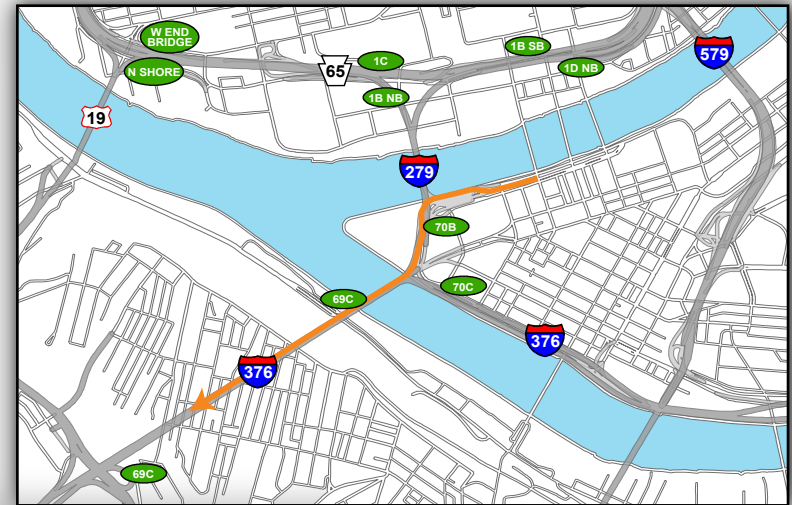 W END
BRIDGE
N SHORE
65
1C
1B SB
1D NB
579
1B NB
19
279
70B
70C
69C
376
376
69C